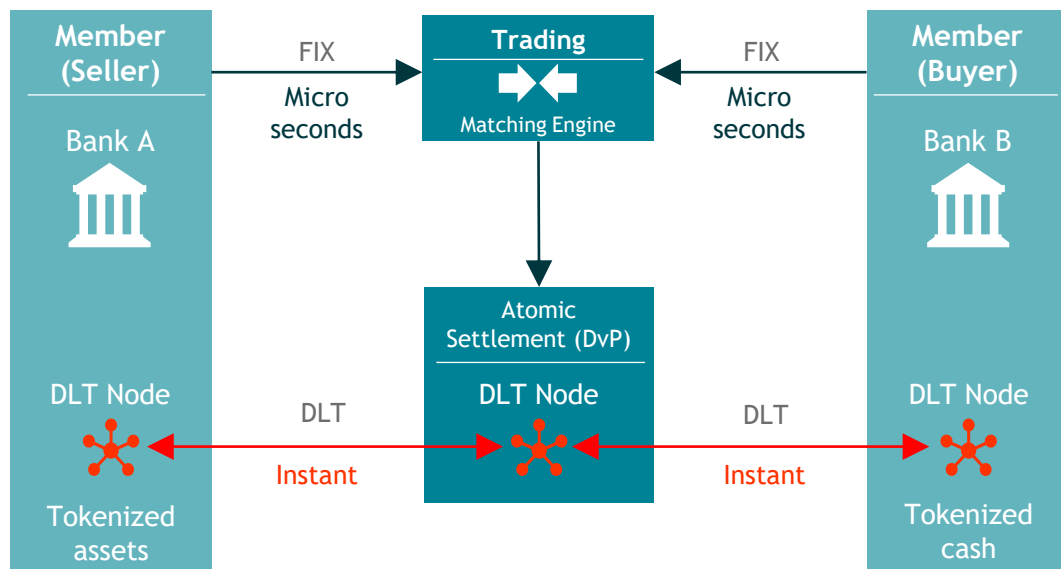 Member
(Seller)
Bank A
DLT Node
Tokenized
assets
FIX
Micro
seconds
Trading
Matching Engine
FIX
Micro
seconds
Atomic
Settlement (DvP)
DLT Node
DLT
Instant
DLT
Instant
Member
(Buyer)
Bank B
DLT Node
Tokenized
cash